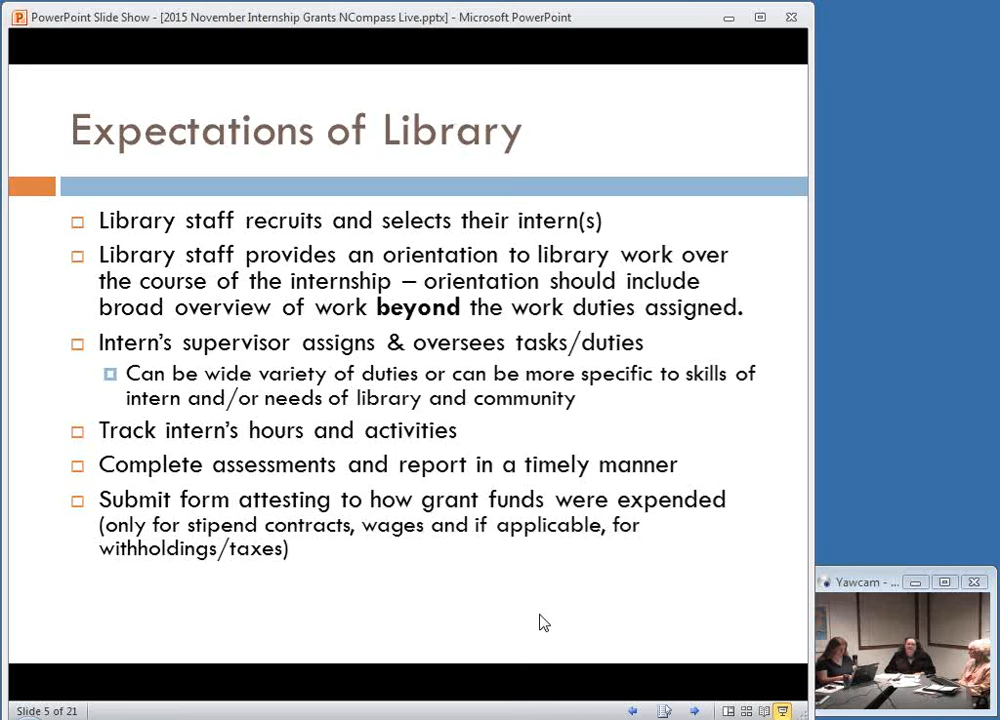 PowerPoint Slide Show - [2015 November Internship Grants NCompass Live.pptx] - Microsoft PowerPoint
Expectations of Library
Library staff recruits and selects their intern(s)
Library staff provides an orientation to library work over
the course of the internship – orientation should include
broad overview of work beyond the work duties assigned.
Intern's supervisor assigns & oversees tasks/duties
Can be wide variety of duties or can be more specific to skills of
intern and/or needs of library and community
Track intern's hours and activities
Complete assessments and report in a timely manner
Submit form attesting to how grant funds were expended
(only for stipend contracts, wages and if applicable, for
withholdings/taxes)
Yawcam - ...
Slide 5 of 21